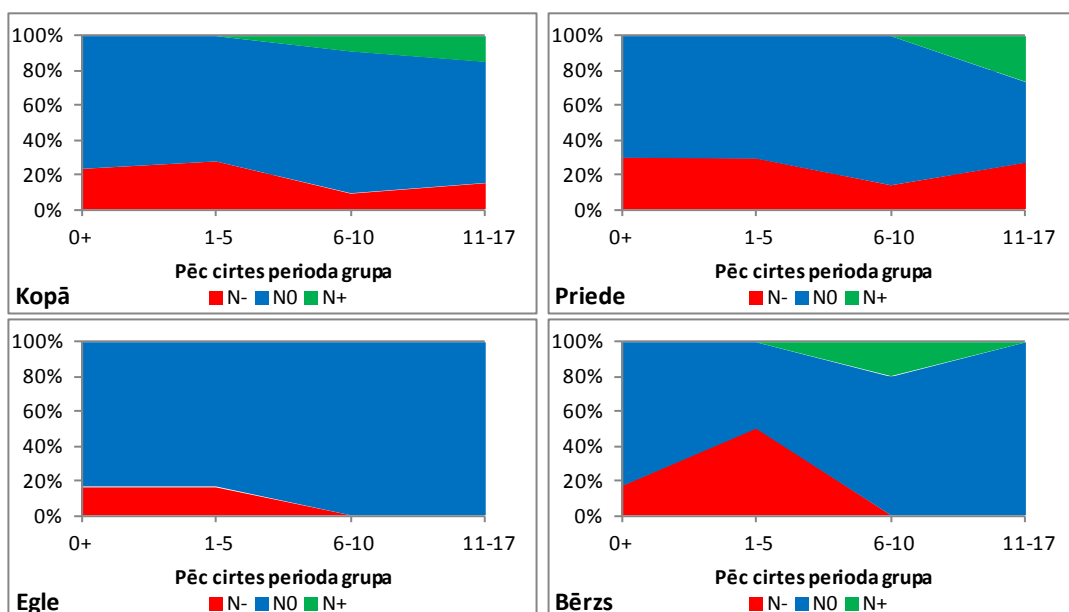 100%
80%
60%
40%
20%
0%
0+ 1-5 6-10 11-17
Pēc cirtes perioda grupa
Kopā
N- N0 N+
100%
80%
60%
40%
20%
0%
0+ 1-5 6-10 11-17
Pēc cirtes perioda grupa
Priede
N- N0 N+
100%
80%
60%
40%
20%
0%
0+ 1-5 6-10 11-17
Pēc cirtes perioda grupa
Egle
N- N0 N+
100%
80%
60%
40%
20%
0%
0+ 1-5 6-10 11-17
Pēc cirtes perioda grupa
Bērzs
N- N0 N+